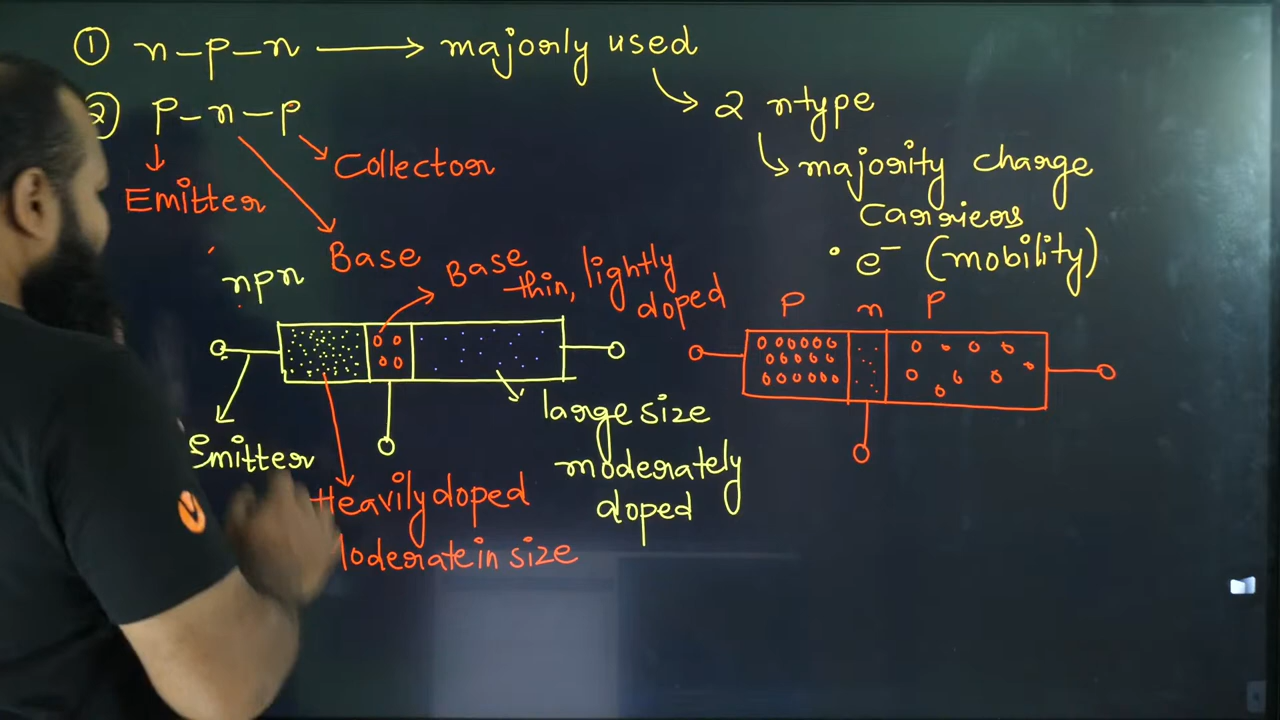 ① n-p-n → majorly used
② P-n-P
→ 2 n-type
Emitter
Collector
Base
→ majority charge
carriers
• e⁻ (mobility)
npn
Base
thin, lightly
doped
P n P
Emitter
Heavily doped
Moderate in size
large size
moderately
doped